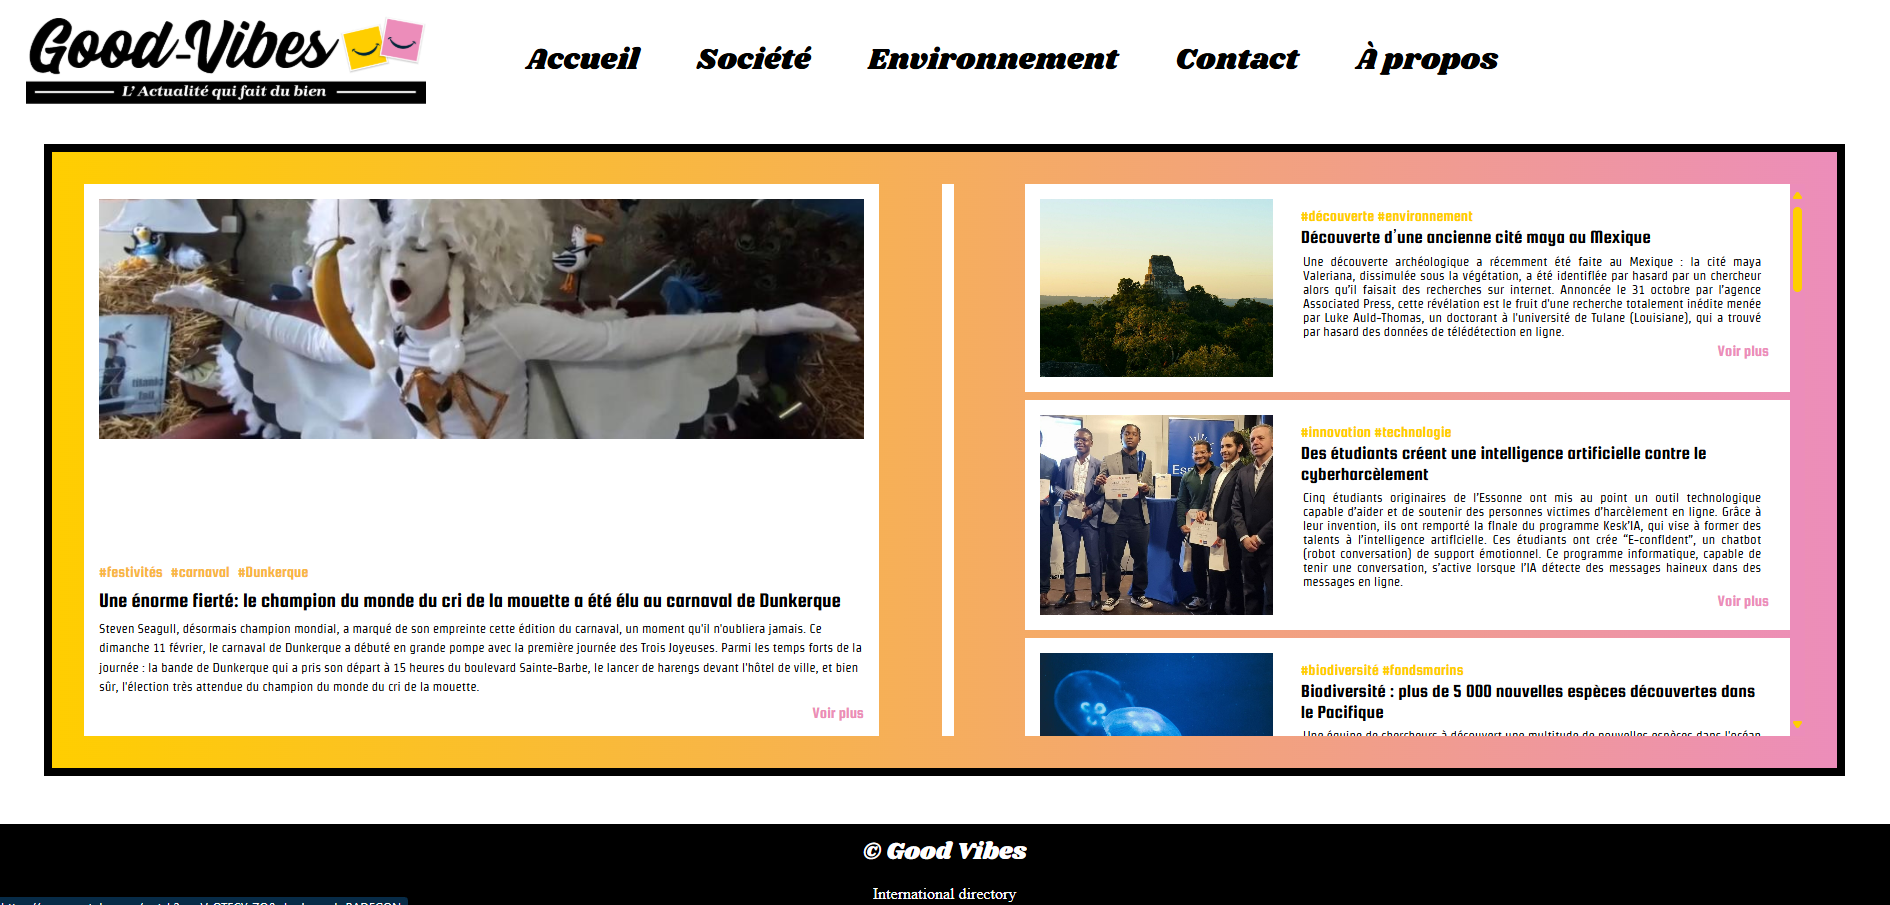 Good-Vibes
L' Actualité qui fait du bien
Accueil Société Environnement Contact À propos
#festivités #carnaval #Dunkerque
Une énorme fierté: le champion du monde du cri de la mouette a été élu au carnaval de Dunkerque
Steven Seagull, désormais champion mondial, a marqué de son empreinte cette édition du carnaval, un moment qu'il n'oubliera jamais. Ce
dimanche 11 février, le carnaval de Dunkerque a débuté en grande pompe avec la première journée des Trois Joyeuses. Parmi les temps forts de la
journée : la bande de Dunkerque qui a pris son départ à 15 heures du boulevard Sainte-Barbe, le lancer de harengs devant l'hôtel de ville, et bien
sûr, l'élection très attendue du champion du monde du cri de la mouette.
Voir plus
#découverte #environnement
Découverte d'une ancienne cité maya au Mexique
Une découverte archéologique a récemment été faite au Mexique : la cité maya
Valeriana, dissimulée sous la végétation, a été identifiée par hasard par un chercheur
alors qu'il faisait des recherches sur internet. Annoncée le 31 octobre par l'agence
Associated Press, cette révélation est le fruit d'une recherche totalement inédite menée
par Luke Auld-Thomas, un doctorant à l'université de Tulane (Louisiane), qui a trouvé
par hasard des données de télédétection en ligne.
Voir plus
#innovation #technologie
Des étudiants créent une intelligence artificielle contre le
cyberharcèlement
Cinq étudiants originaires de l'Essonne ont mis au point un outil technologique
capable d'aider et de soutenir des personnes victimes d'harcèlement en ligne. Grâce à
leur invention, ils ont remporté la finale du programme Kesk'IA, qui vise à former des
talents à l'intelligence artificielle. Ces étudiants ont crée “E-confident”, un chatbot
(robot conversation) de support émotionnel. Ce programme informatique, capable de
tenir une conversation, s'active lorsque l'IA détecte des messages haineux dans des
messages en ligne.
Voir plus
#biodiversité #fondsmarins
Biodiversité : plus de 5 000 nouvelles espèces découvertes dans
le Pacifique
Une équipe de chercheurs à découvert une multitude de nouvelles espèces dans l'océan
© Good Vibes
International directory